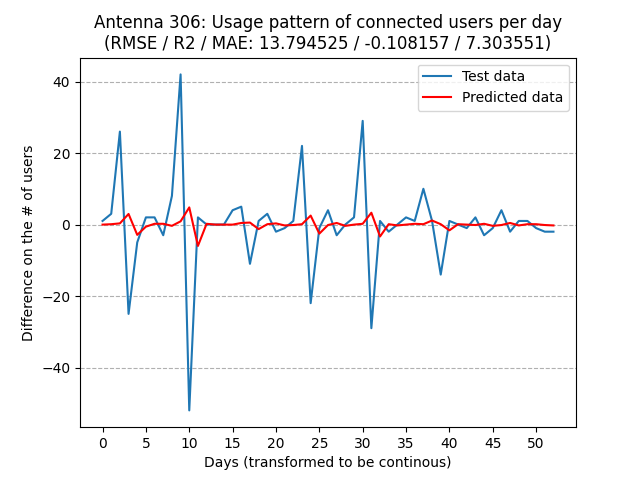 Antenna 306: Usage pattern of connected users per day
(RMSE / R2 / MAE: 13.794525 / -0.108157 / 7.303551)
Test data
Predicted data
Difference on the # of users
40
20
0
−20
−40
0 5 10 15 20 25 30 35 40 45 50
Days (transformed to be continous)